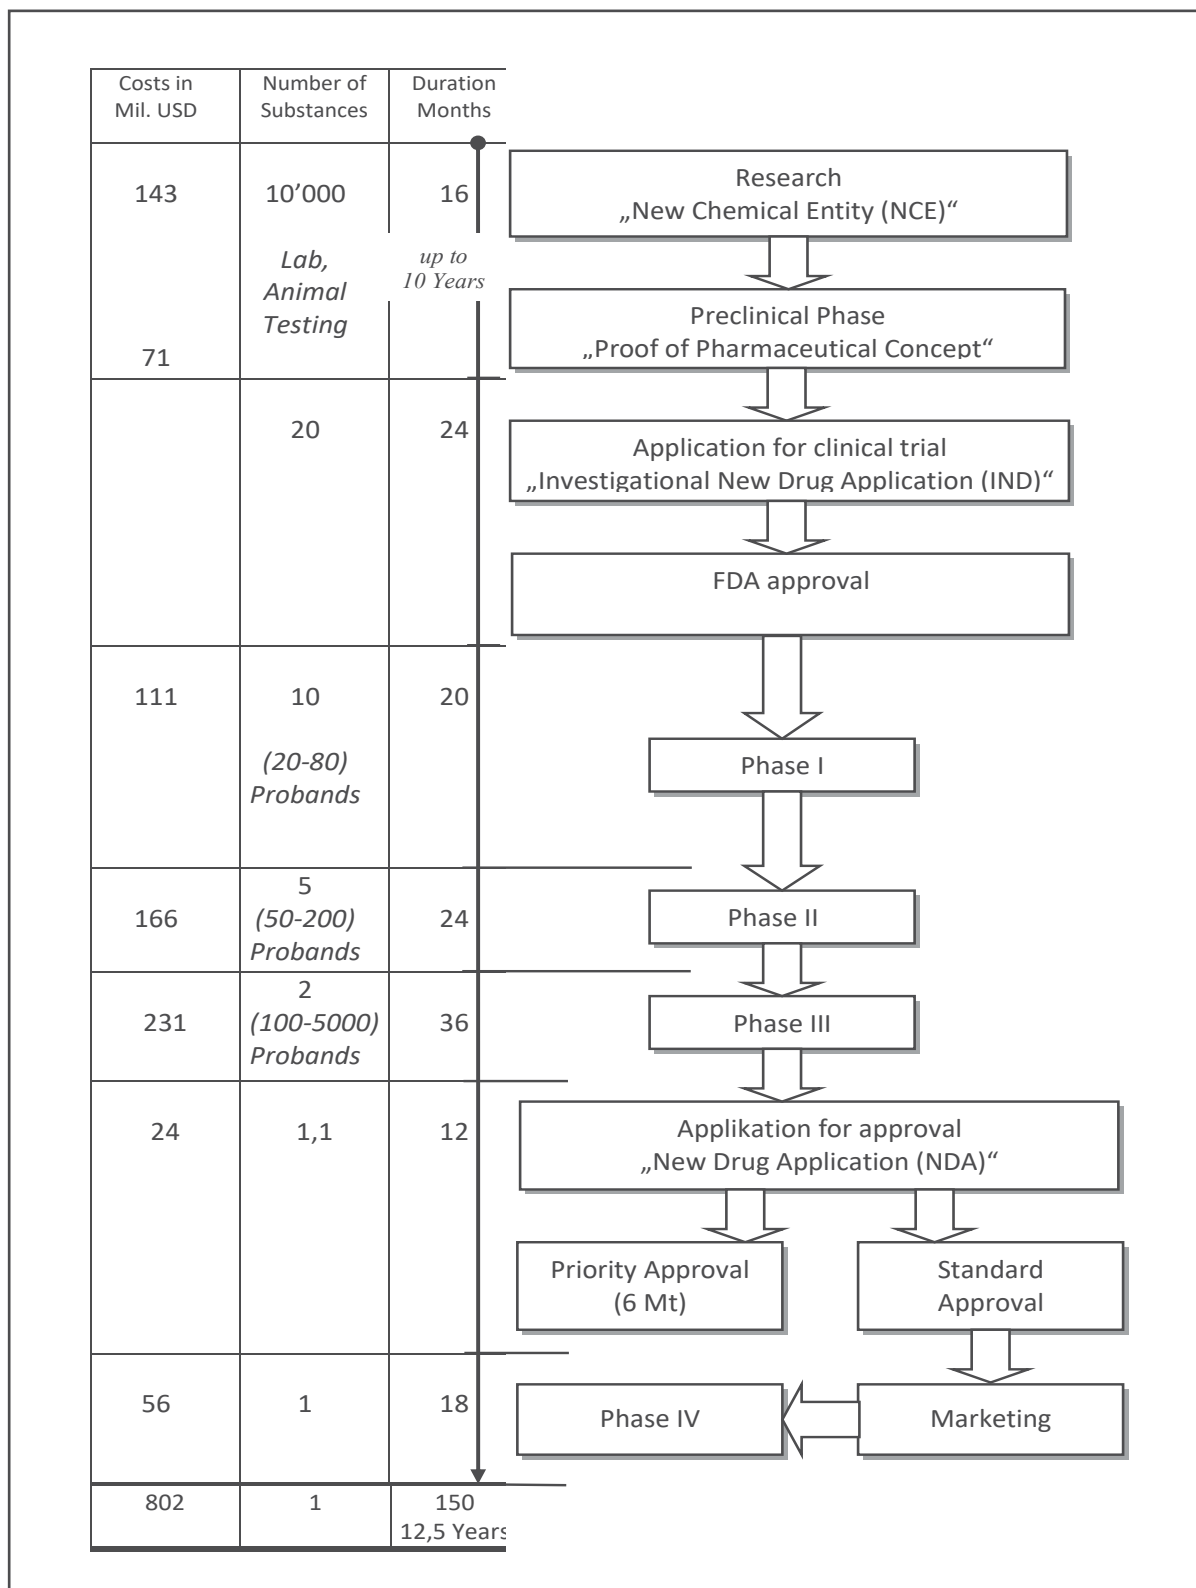 Costs in
Mil. USD
Number of
Substances
Duration
Months
143
10’000
16
Research
„New Chemical Entity (NCE)“
Lab,
Animal
Testing
up to
10 Years
71
Preclinical Phase
„Proof of Pharmaceutical Concept“
20
24
Application for clinical trial
„Investigational New Drug Application (IND)“
FDA approval
111
10
20
(20-80)
Probands
Phase I
166
5
(50-200)
Probands
24
Phase II
231
2
(100-5000)
Probands
36
Phase III
24
1,1
12
Applikation for approval
„New Drug Application (NDA)“
Priority Approval
(6 Mt)
Standard
Approval
56
1
18
Phase IV
Marketing
802
1
150
12,5 Years